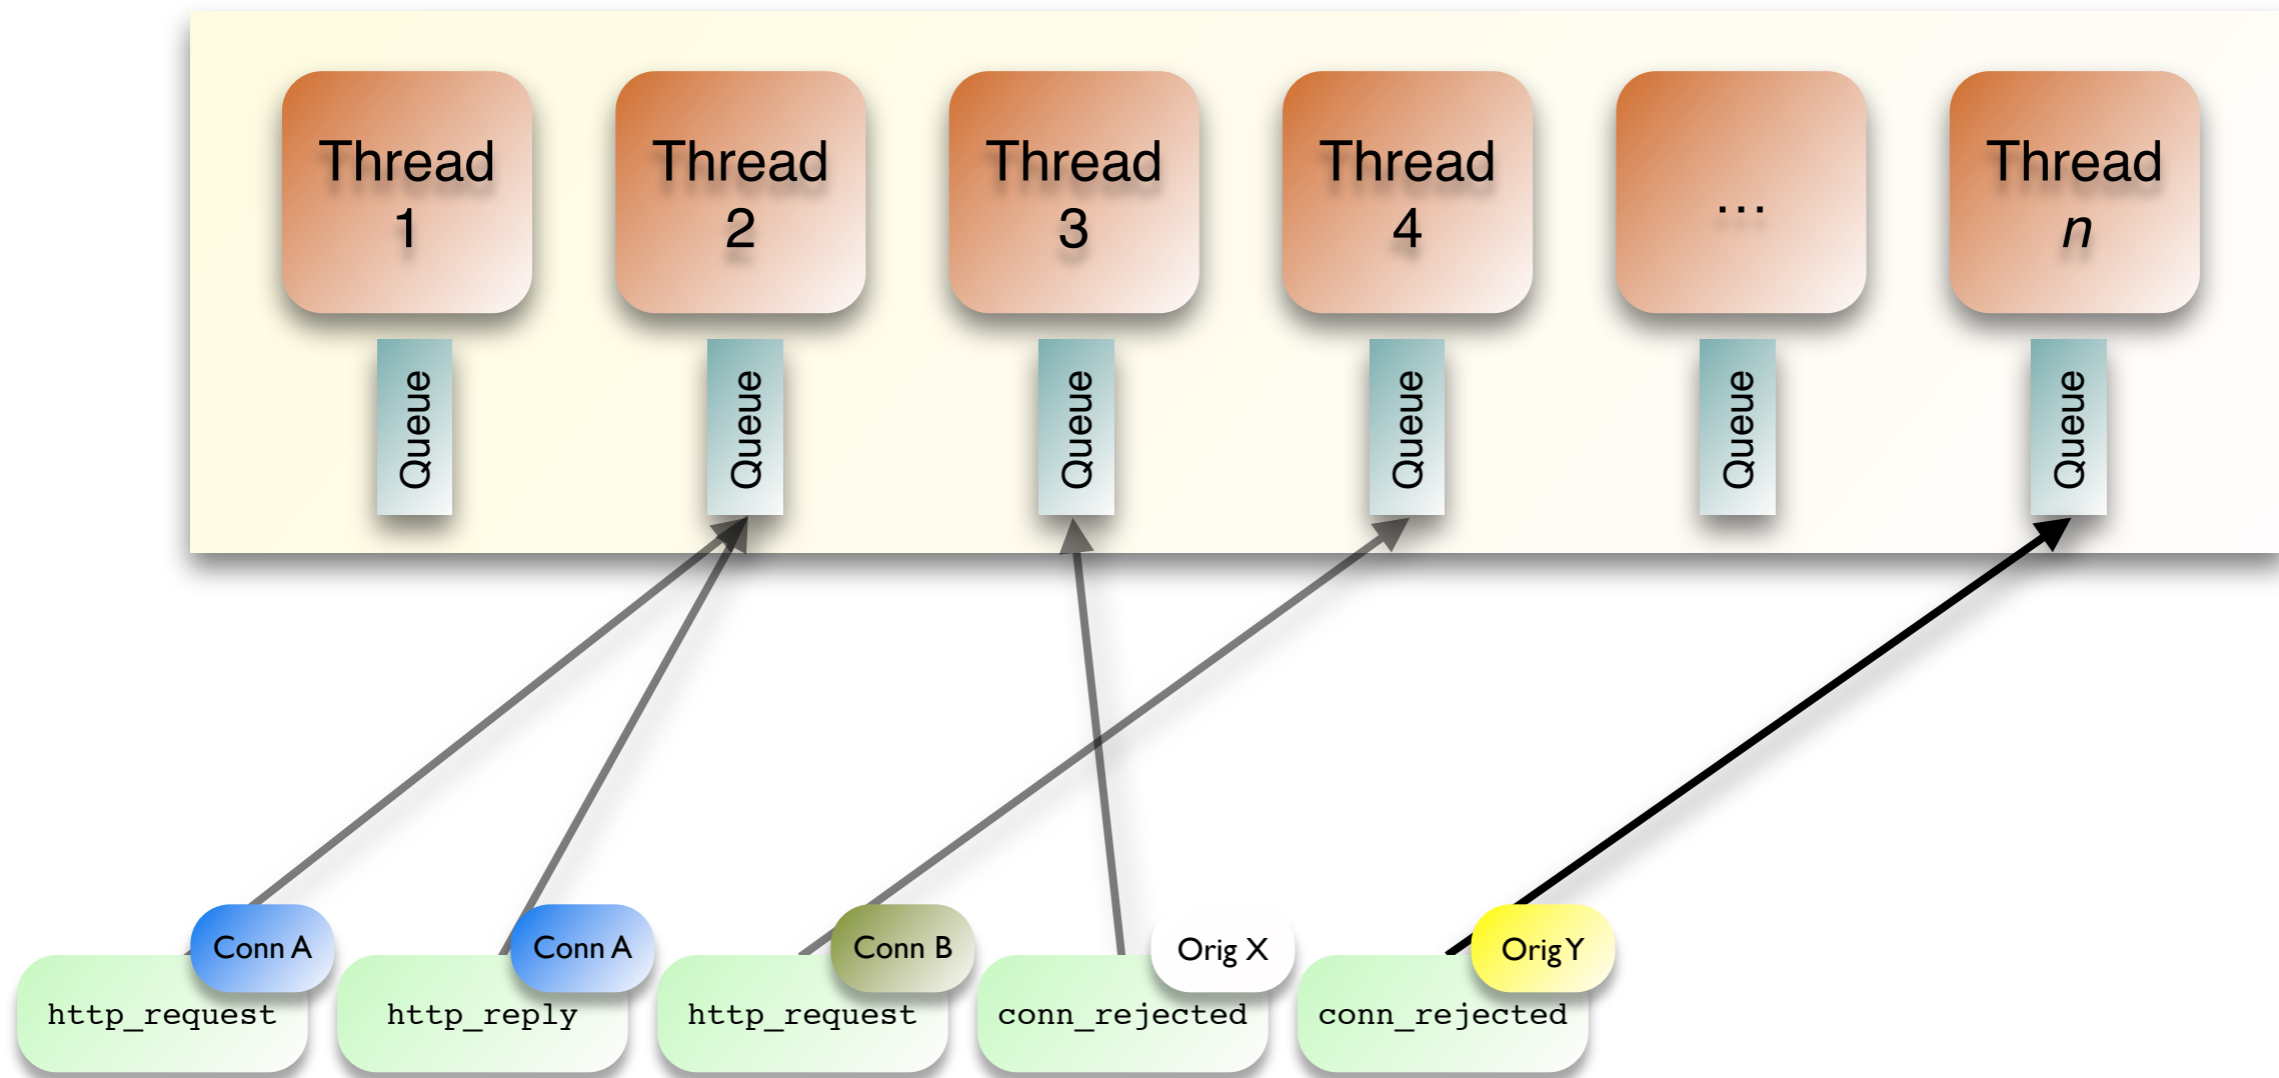 Thread
1
Thread
2
Thread
3
Thread
4
...
Thread
n
Queue
Queue
Queue
Queue
Queue
Queue
Conn A
Conn A
Conn B
Orig X
Orig Y
http_request
http_reply
http_request
conn_rejected
conn_rejected